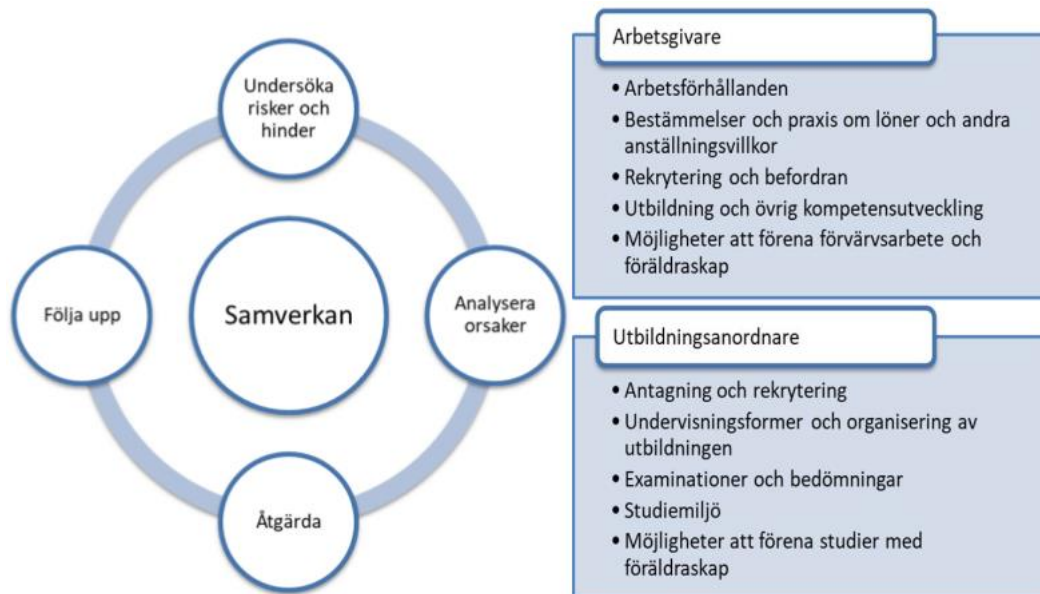 Undersöka
risker och
hinder
Följa upp
Samverkan
Analysera
orsaker
Åtgärda
Arbetsgivare
• Arbetsförhållanden
• Bestämmelser och praxis om löner och andra
anställningsvillkor
• Rekrytering och befordran
• Utbildning och övrig kompetensutveckling
• Möjligheter att förena förvärvsarbete och
föräldraskap
Utbildningsanordnare
• Antagning och rekrytering
• Undervisningsformer och organisering av
utbildningen
• Examinationer och bedömningar
• Studiemiljö
• Möjligheter att förena studier med
föräldraskap